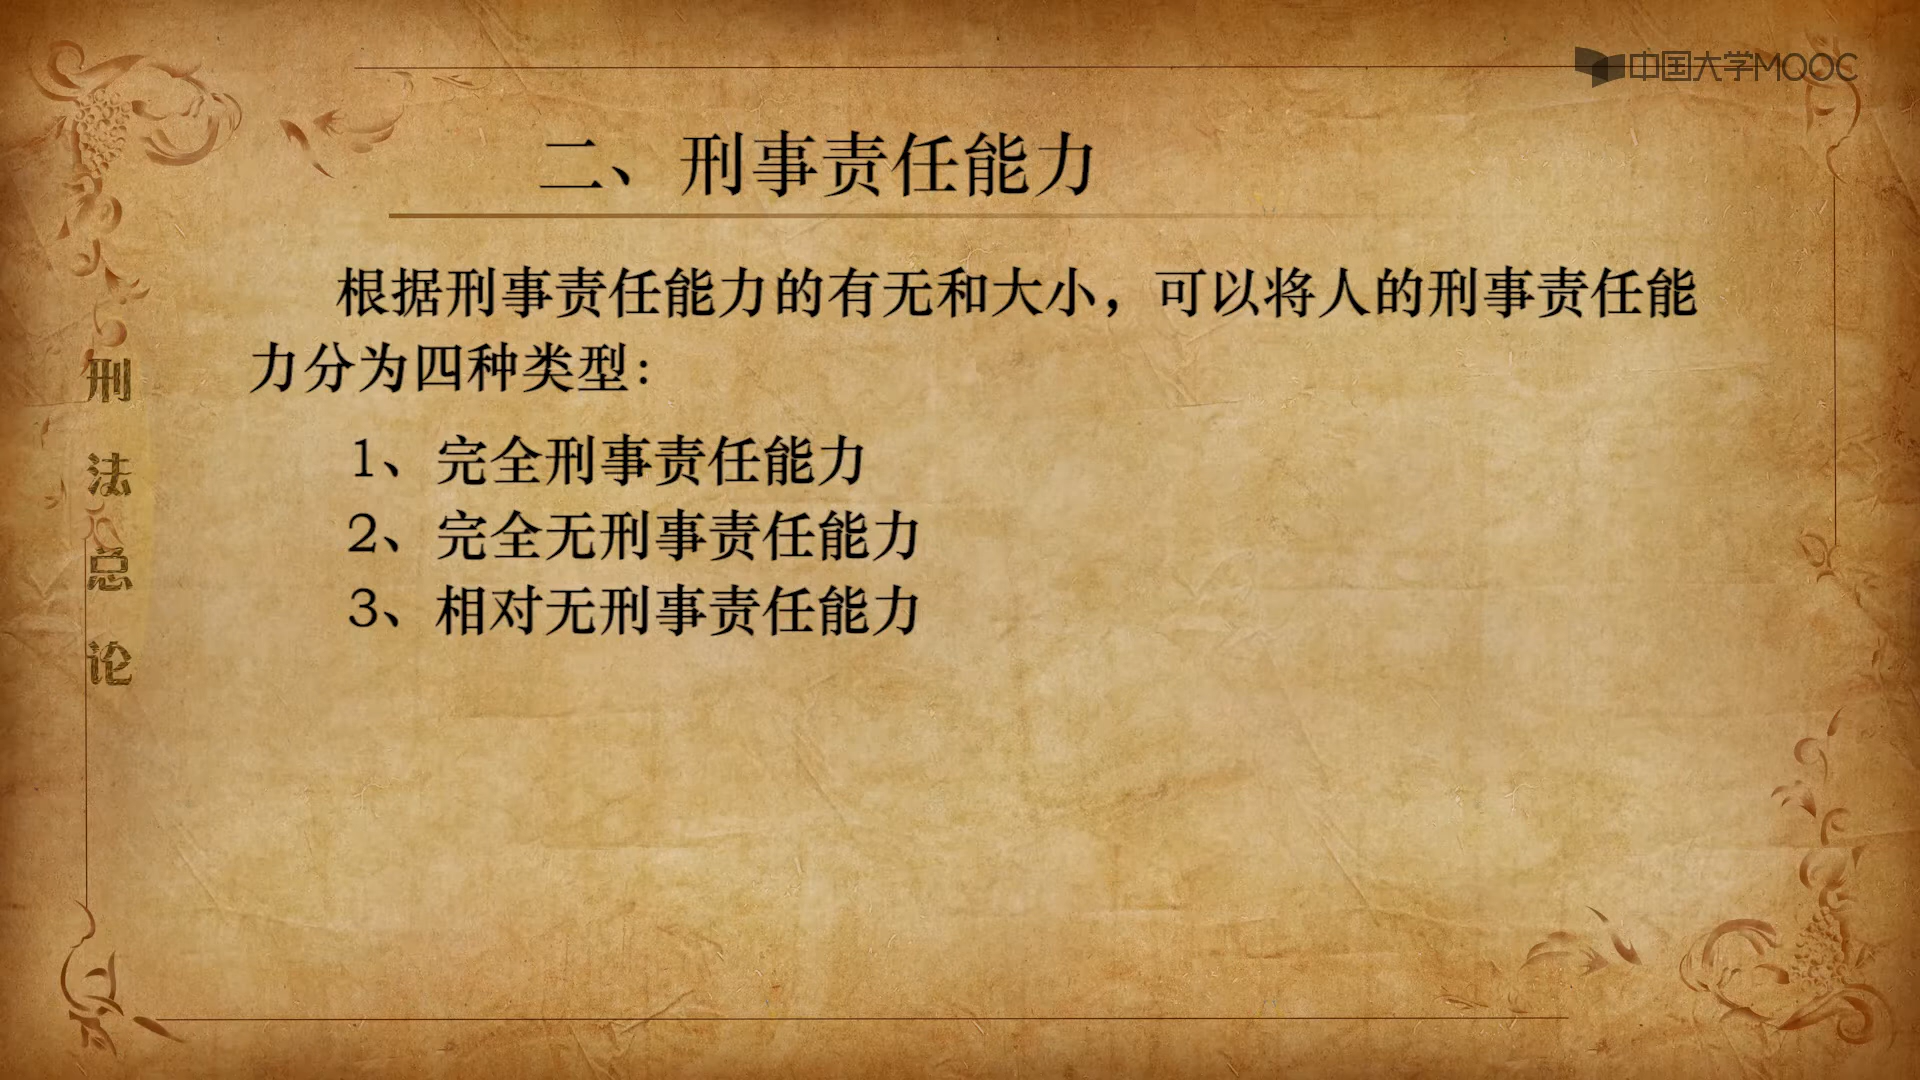 中国大学MOOC
二、刑事责任能力
根据刑事责任能力的有无和大小，可以将人的刑事责任能
力分为四种类型：
1、完全刑事责任能力
2、完全无刑事责任能力
3、相对无刑事责任能力
刑法总论